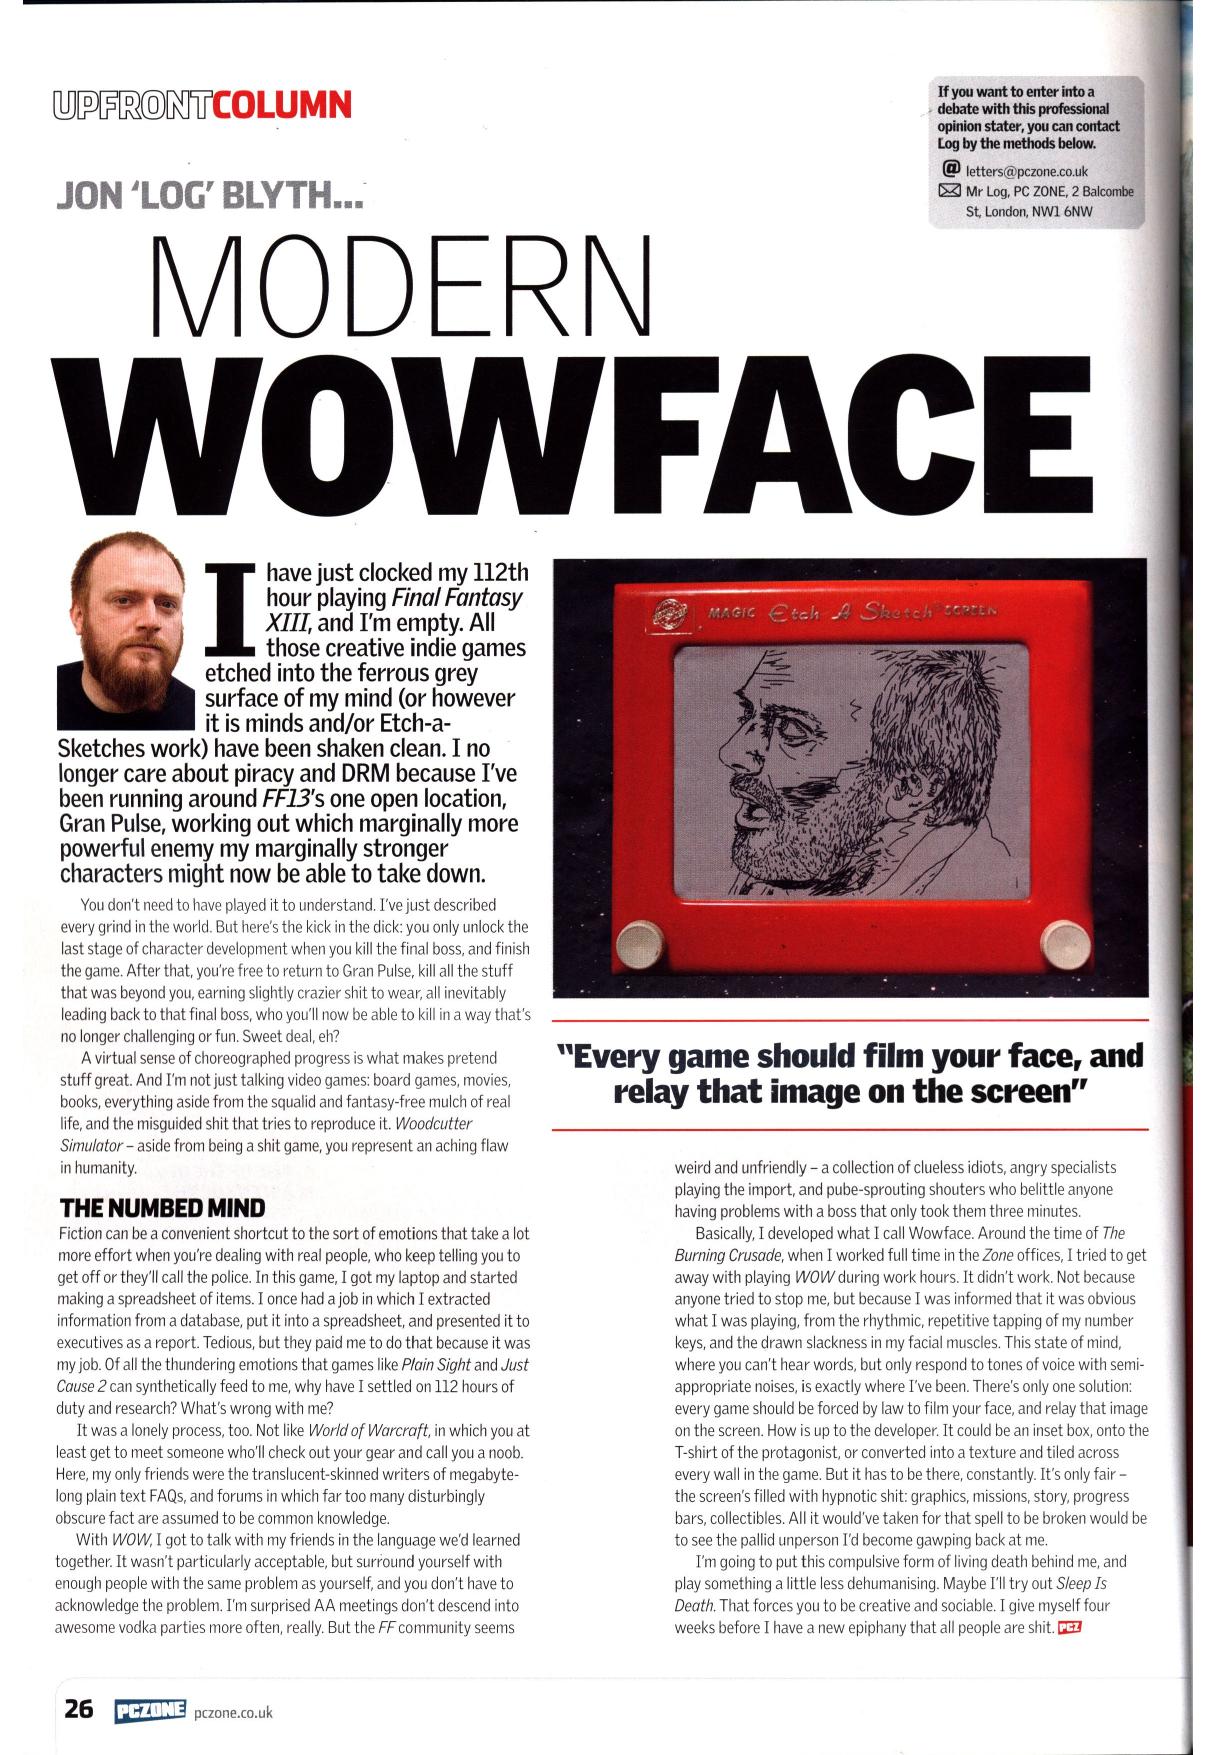 UPFRONTCOLUMN
If you want to enter into a
debate with this professional
opinion stater, you can contact
Log by the methods below.
@ letters@pczone.co.uk
Mr Log, PC ZONE, 2 Balcombe
St, London, NW1 6NW
JON 'LOG' BLYTH...
MODERN
WOWFACE
I have just clocked my 112th
hour playing Final Fantasy
XIII, and I'm empty. All
those creative indie games
etched into the ferrous grey
surface of my mind (or however
it is minds and/or Etch-a-
Sketches work) have been shaken clean. I no
longer care about piracy and DRM because I've
been running around FF13's one open location,
Gran Pulse, working out which marginally more
powerful enemy my marginally stronger
characters might now be able to take down.
You don't need to have played it to understand. I've just described
every grind in the world. But here's the kick in the dick: you only unlock the
last stage of character development when you kill the final boss, and finish
the game. After that, you're free to return to Gran Pulse, kill all the stuff
that was beyond you, earning slightly crazier shit to wear, all inevitably
leading back to that final boss, who you'll now be able to kill in a way that's
no longer challenging or fun. Sweet deal, eh?
A virtual sense of choreographed progress is what makes pretend
stuff great. And I'm not just talking video games: board games, movies,
books, everything aside from the squalid and fantasy-free mulch of real
life, and the misguided shit that tries to reproduce it. Woodcutter
Simulator – aside from being a shit game, you represent an aching flaw
in humanity.
THE NUMBED MIND
Fiction can be a convenient shortcut to the sort of emotions that take a lot
more effort when you're dealing with real people, who keep telling you to
get off or they'll call the police. In this game, I got my laptop and started
making a spreadsheet of items. I once had a job in which I extracted
information from a database, put it into a spreadsheet, and presented it to
executives as a report. Tedious, but they paid me to do that because it was
my job. Of all the thundering emotions that games like Plain Sight and Just
Cause 2 can synthetically feed to me, why have I settled on 112 hours of
duty and research? What's wrong with me?
It was a lonely process, too. Not like World of Warcraft, in which you at
least get to meet someone who'll check out your gear and call you a noob.
Here, my only friends were the translucent-skinned writers of megabyte-
long plain text FAQs, and forums in which far too many disturbingly
obscure fact are assumed to be common knowledge.
With WOW, I got to talk with my friends in the language we'd learned
together. It wasn't particularly acceptable, but surround yourself with
enough people with the same problem as yourself, and you don't have to
acknowledge the problem. I'm surprised AA meetings don't descend into
awesome vodka parties more often, really. But the FF community seems
MAGIC Etch A Sketch SCREEN
"Every game should film your face, and
relay that image on the screen"
weird and unfriendly – a collection of clueless idiots, angry specialists
playing the import, and pube-sprouting shouters who belittle anyone
having problems with a boss that only took them three minutes.
Basically, I developed what I call Wowface. Around the time of The
Burning Crusade, when I worked full time in the Zone offices, I tried to get
away with playing WOW during work hours. It didn't work. Not because
anyone tried to stop me, but because I was informed that it was obvious
what I was playing, from the rhythmic, repetitive tapping of my number
keys, and the drawn slackness in my facial muscles. This state of mind,
where you can't hear words, but only respond to tones of voice with semi-
appropriate noises, is exactly where I've been. There's only one solution:
every game should be forced by law to film your face, and relay that image
on the screen. How is up to the developer. It could be an inset box, onto the
T-shirt of the protagonist, or converted into a texture and tiled across
every wall in the game. But it has to be there, constantly. It's only fair –
the screen's filled with hypnotic shit: graphics, missions, story, progress
bars, collectibles. All it would've taken for that spell to be broken would be
to see the pallid unperson I'd become gawping back at me.
I'm going to put this compulsive form of living death behind me, and
play something a little less dehumanising. Maybe I'll try out Sleep Is
Death. That forces you to be creative and sociable. I give myself four
weeks before I have a new epiphany that all people are shit. PCZ
26 PCZONE pczone.co.uk